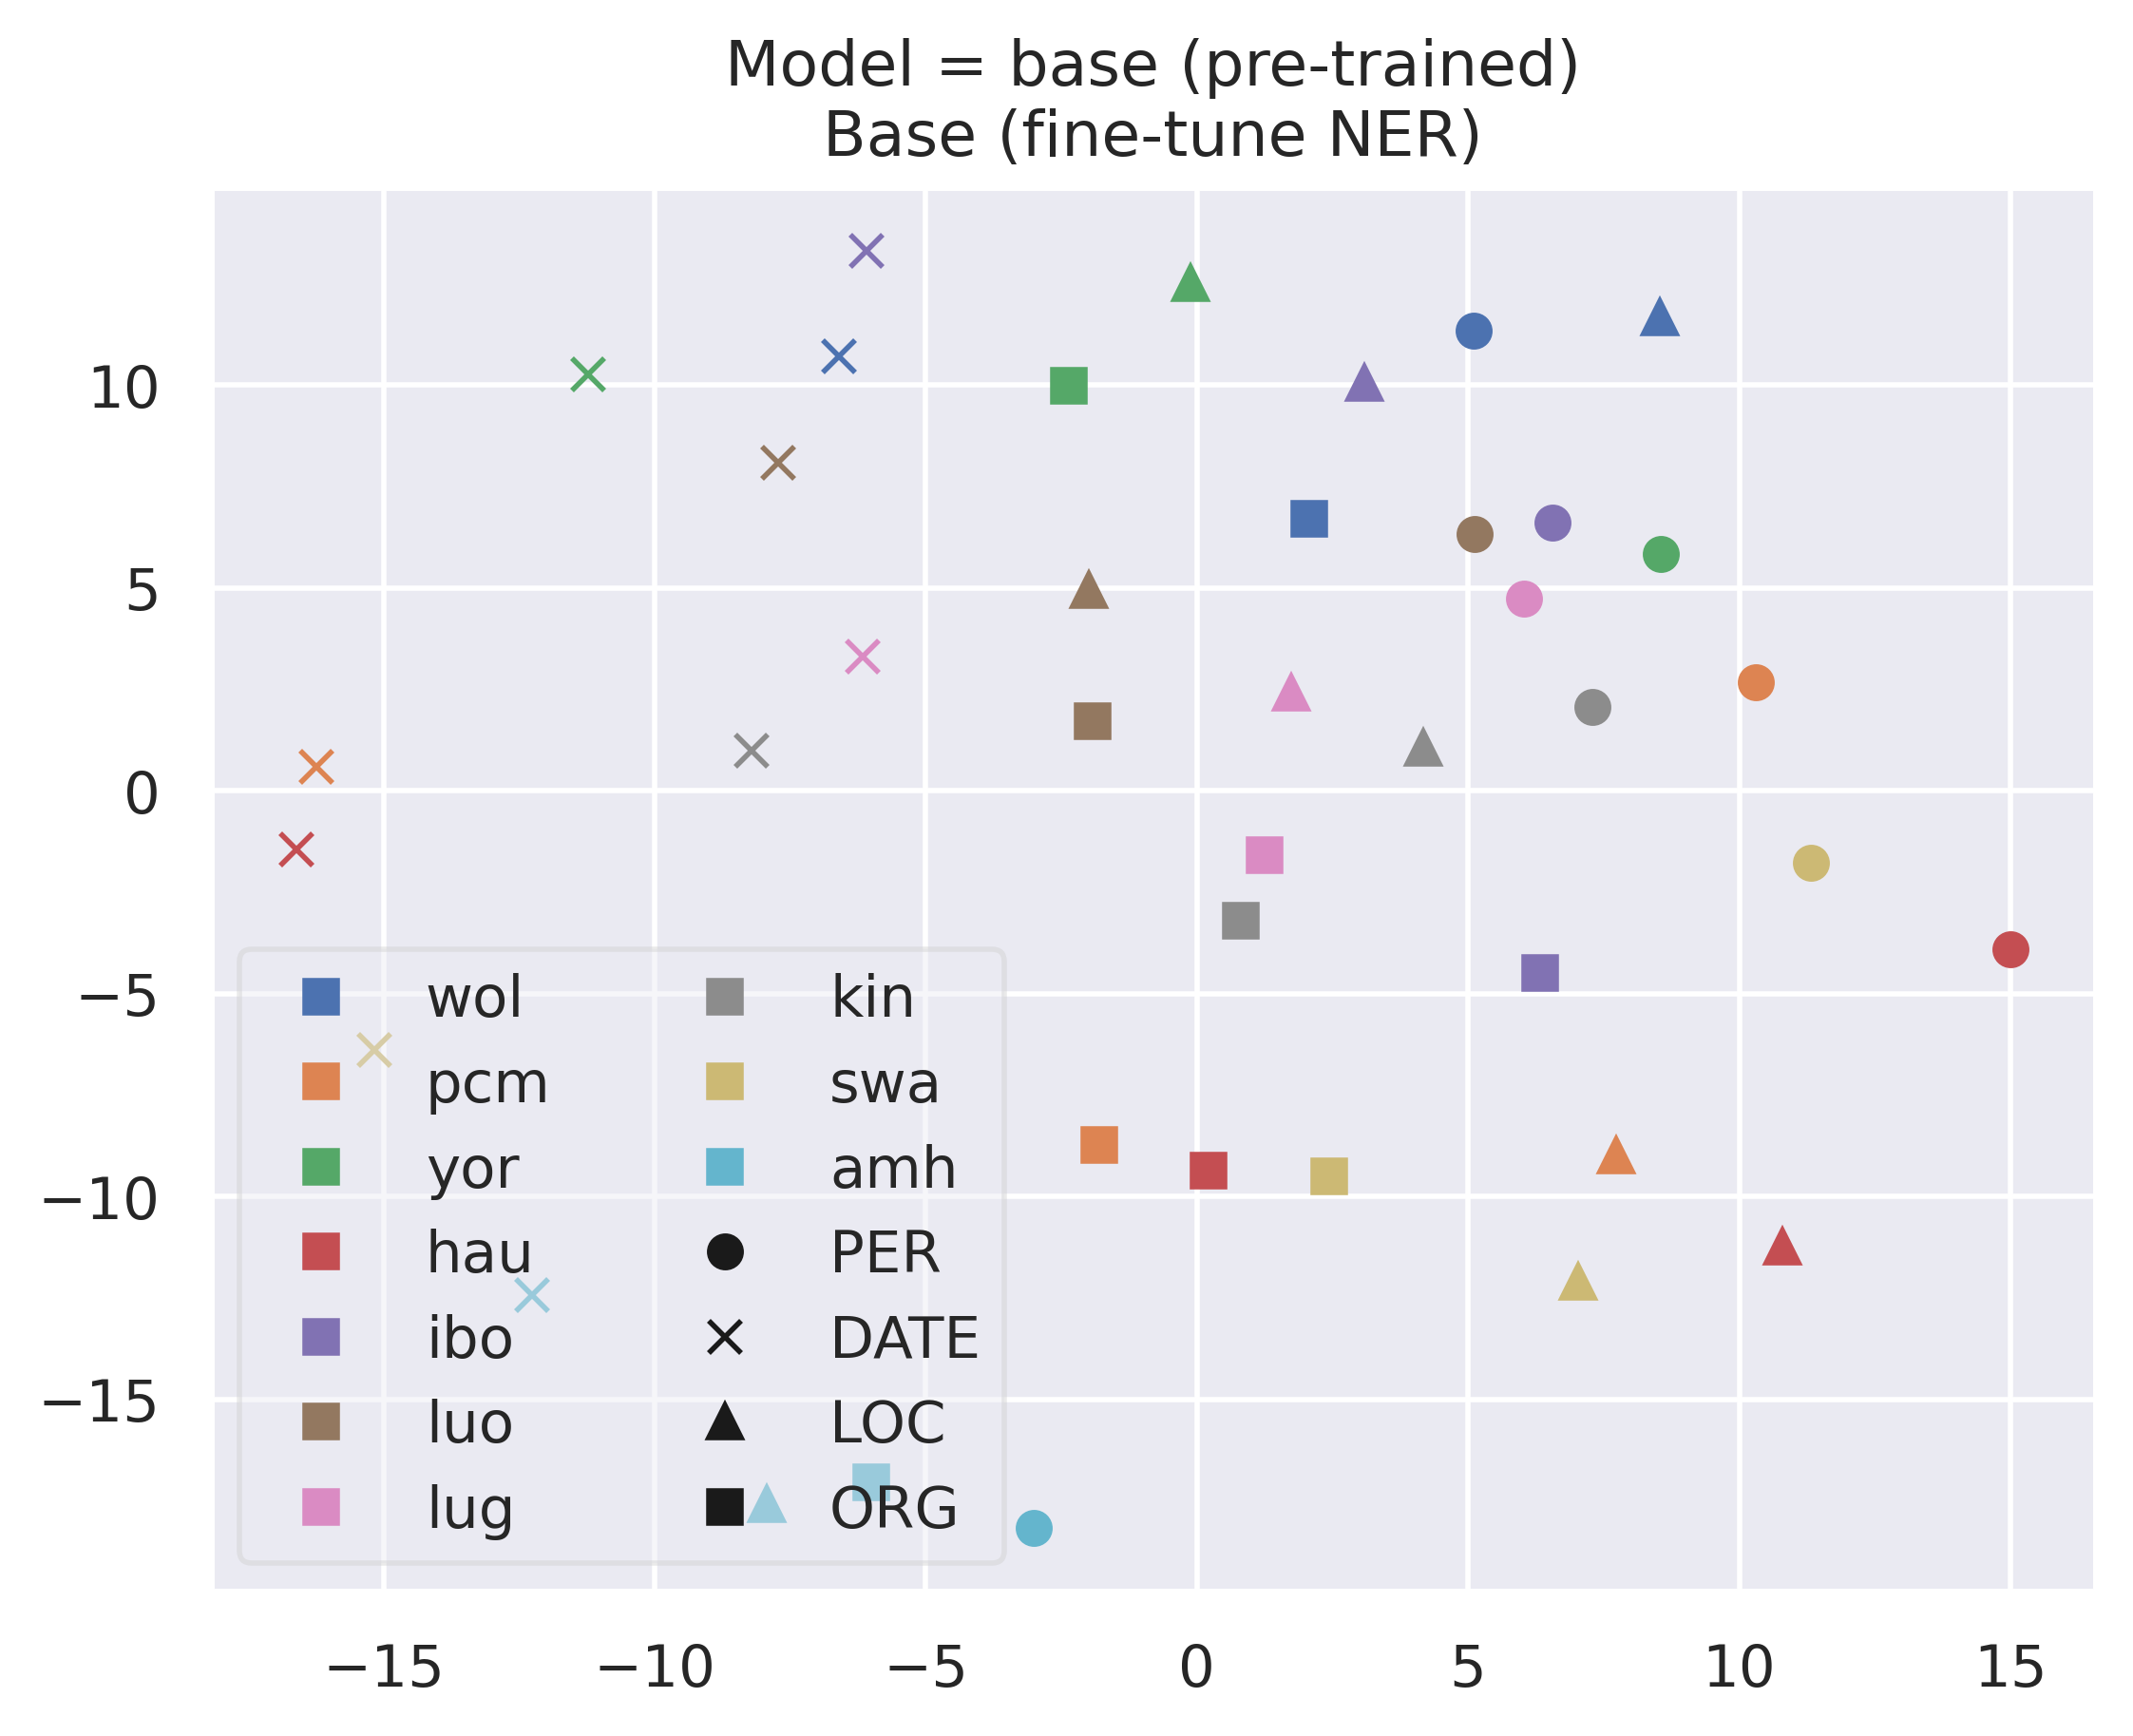 Model = base (pre-trained)
Base (fine-tune NER)
10
5
0
−5
−10
−15
wol
pcm
yor
hau
ibo
luo
lug
kin
swa
amh
PER
DATE
LOC
ORG
−15 −10 −5 0 5 10 15